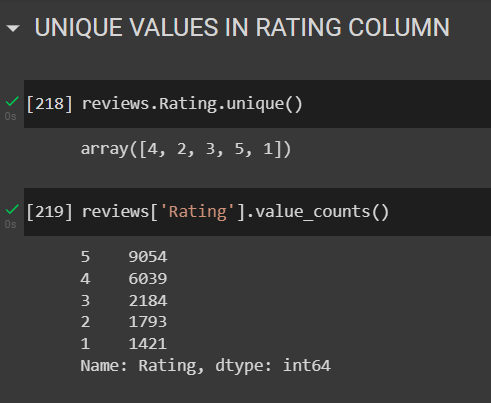 UNIQUE VALUES IN RATING COLUMN
[218] reviews.Rating.unique()
0s
array([4, 2, 3, 5, 1])
[219] reviews['Rating'].value_counts()
0s
5    9054
4    6039
3    2184
2    1793
1    1421
Name: Rating, dtype: int64